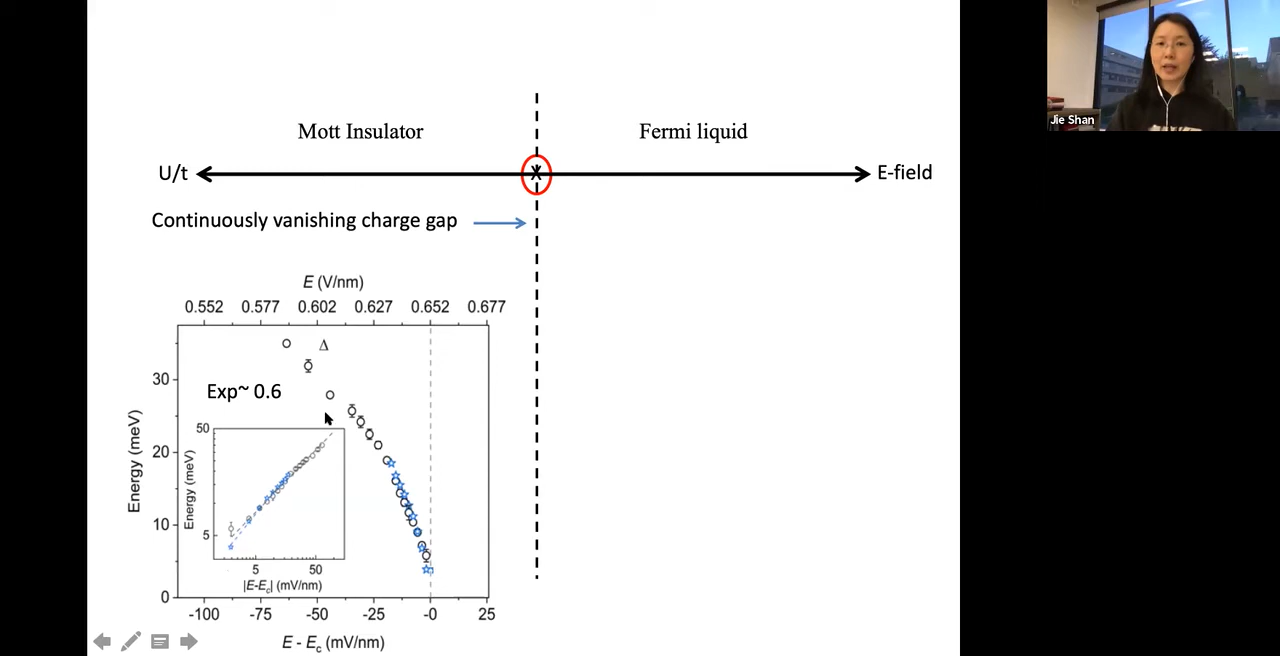 Jie Shan
Mott Insulator
Fermi liquid
U/t
X
E-field
Continuously vanishing charge gap
E (V/nm)
0.552 0.577 0.602 0.627 0.652 0.677
Δ
Exp~ 0.6
30
20
10
0
Energy (meV)
50
5
Energy (meV)
5 50
|E-Ec| (mV/nm)
-100 -75 -50 -25 -0 25
E - Ec (mV/nm)